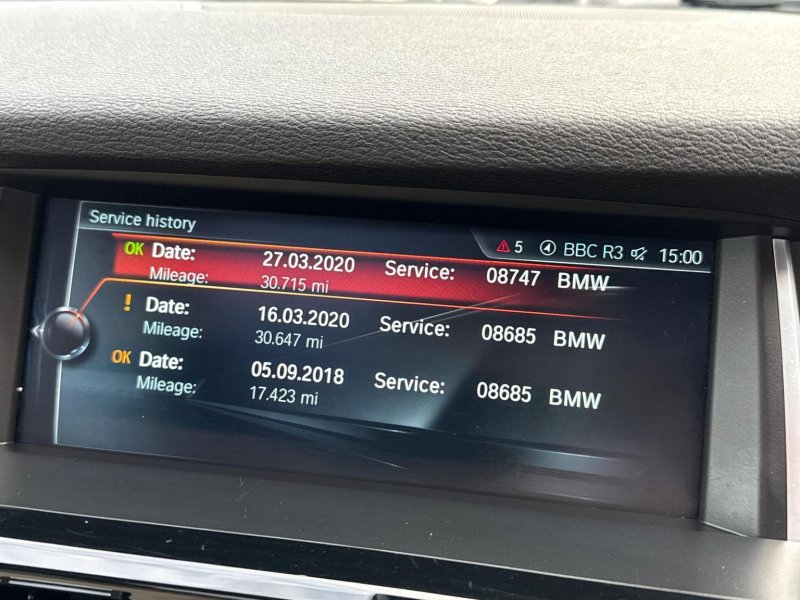 Service history
5 BBC R3 15:00
OK Date: 27.03.2020 Service: 08747 BMW
Mileage: 30.715 mi
! Date: 16.03.2020 Service: 08685 BMW
Mileage: 30.647 mi
OK Date: 05.09.2018 Service: 08685 BMW
Mileage: 17.423 mi